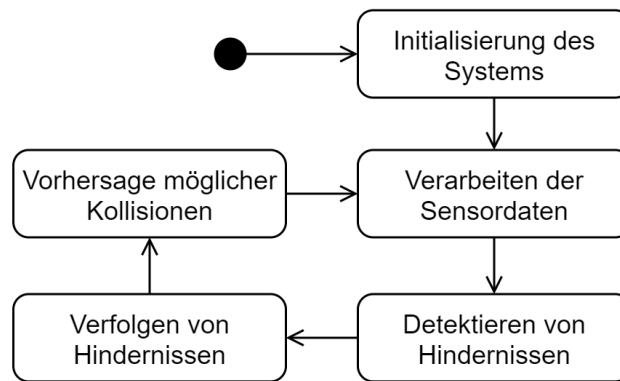 Initialisierung des
Systems
Vorhersage möglicher
Kollisionen
Verarbeiten der
Sensordaten
Verfolgen von
Hindernissen
Detektieren von
Hindernissen